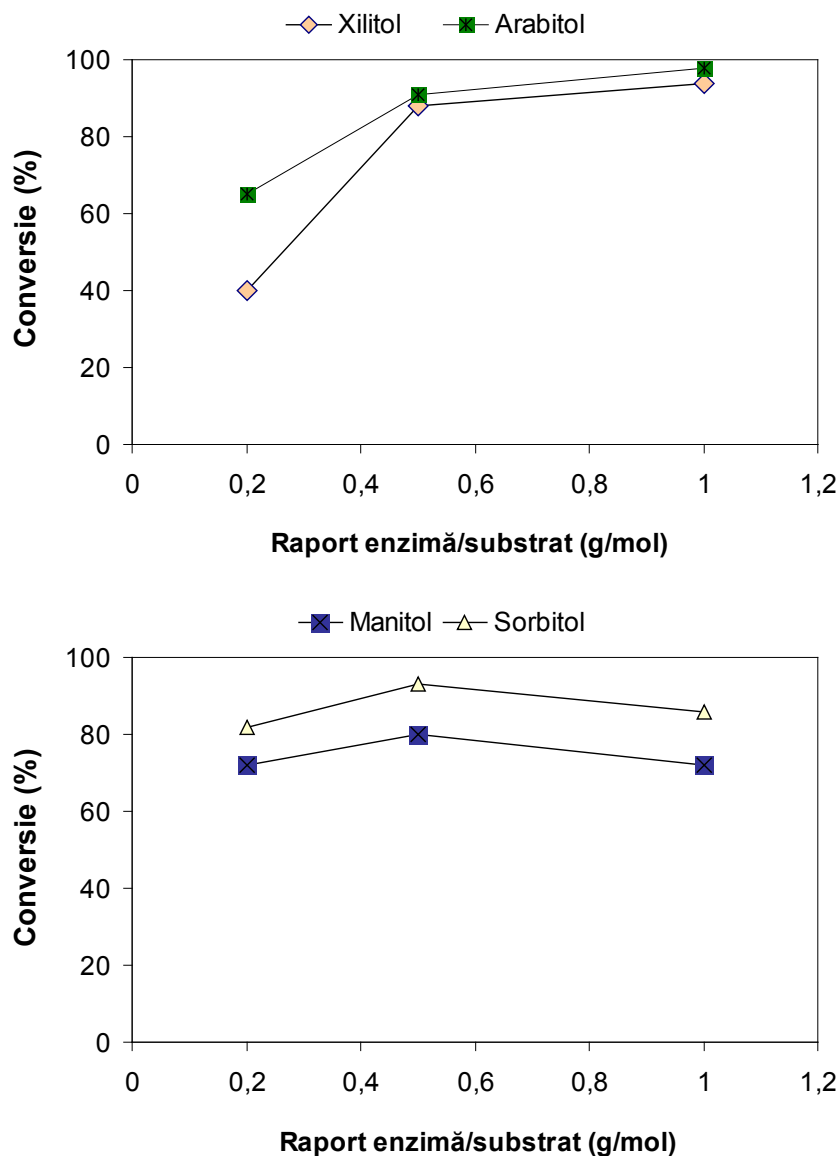 Xilitol Arabitol
100
80
60
40
20
0
Conversie (%)
0 0,2 0,4 0,6 0,8 1 1,2
Raport enzimă/substrat (g/mol)
Manitol Sorbitol
100
80
60
40
20
0
Conversie (%)
0 0,2 0,4 0,6 0,8 1 1,2
Raport enzimă/substrat (g/mol)